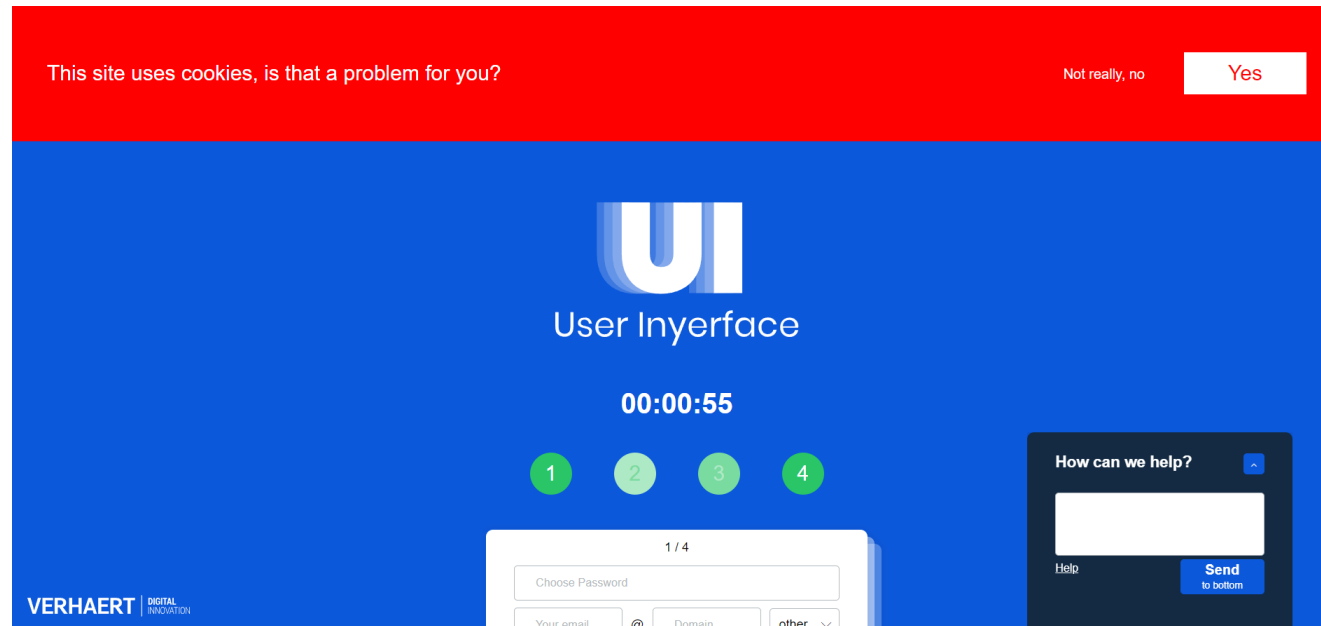 This site uses cookies, is that a problem for you?
Not really, no
Yes
UI
User Inyerface
00:00:55
1 2 3 4
How can we help?
1 / 4
Choose Password
Help
Send
to bottom
Your email @ Domain other
VERHAERT DIGITAL
INNOVATION